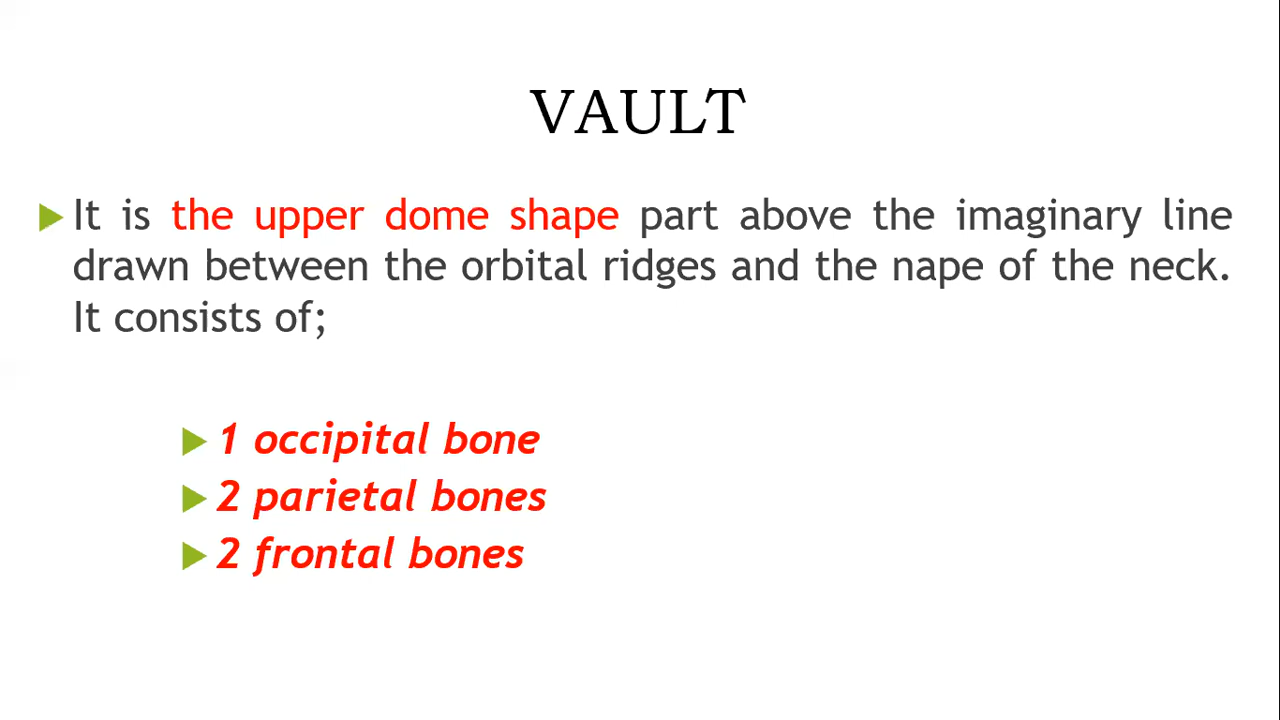 VAULT
It is the upper dome shape part above the imaginary line
drawn between the orbital ridges and the nape of the neck.
It consists of;
1 occipital bone
2 parietal bones
2 frontal bones